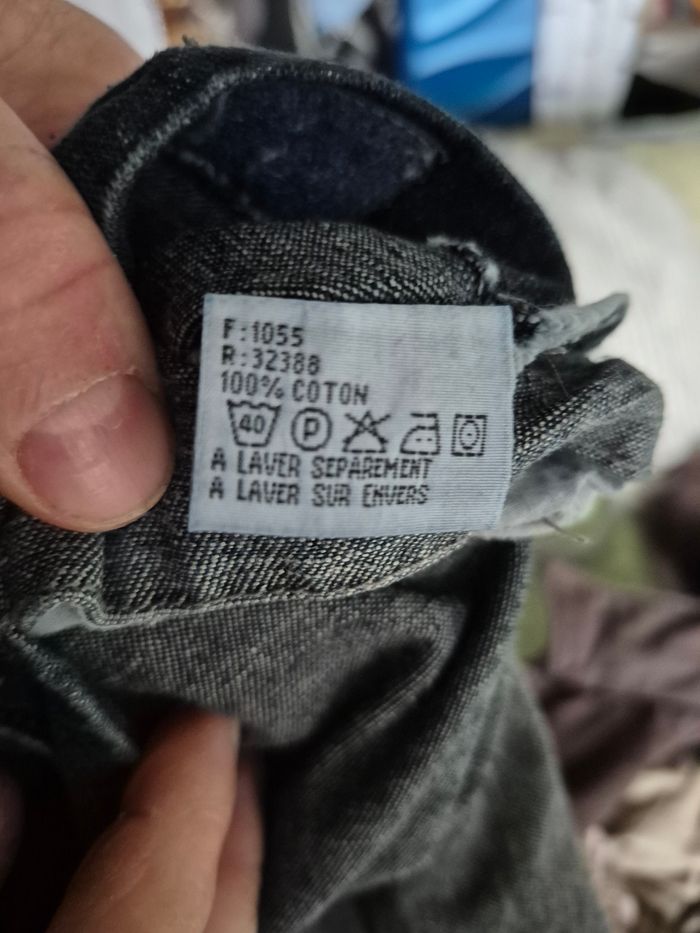 F:1055
R:32388
100% COTON
40 P
A LAVER SEPAREMENT
A LAVER SUR ENVERS